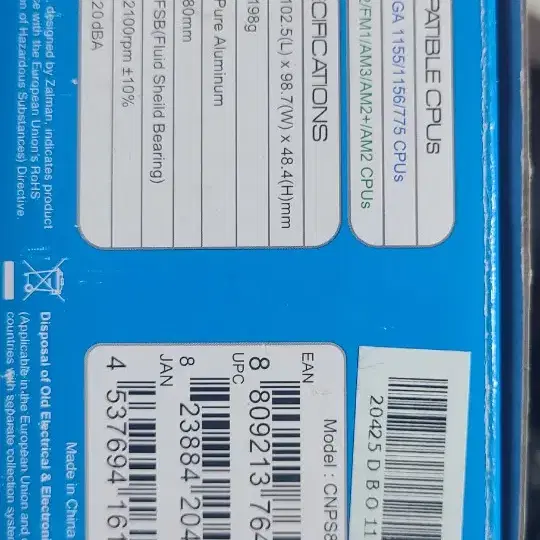 PATIBLE CPUs
GA 1155/1156/775 CPUs
2/FM1/AM3/AM2+/AM2 CPUs
CIFICATIONS
102.5(L) x 98.7(W) x 48.4(H)mm
198g
Pure Aluminum
80mm
FSB(Fluid Sheild Bearing)
2100rpm ±10%
20dBA
designed by Zalman, indicates product
e with the European Union's RoHS
n of Hazardous Substances) Directive.
20425 D B O 11
Model : CNPS8
EAN
8 809213 764
UPC
8 23884 204
JAN
4 537694 161
Made in China
Disposal of Old Electrical & Electron
(Applicable in the European Union and
countries with separate collection syste